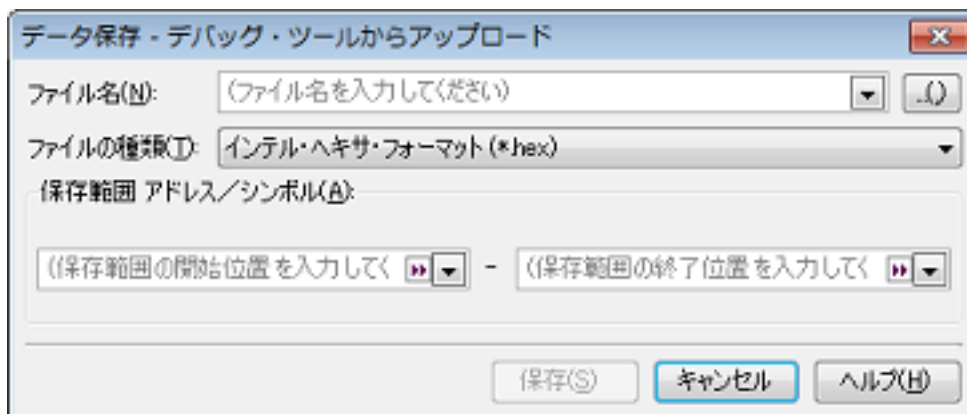 データ保存 - デバッグ・ツールからアップロード
ファイル名(N): (ファイル名を入力してください) ...
ファイルの種類(T): インテル・ヘキサ・フォーマット (*.hex)
保存範囲 アドレス／シンボル(A):
((保存範囲の開始位置を入力してく - ((保存範囲の終了位置を入力してく
保存(S) キャンセル ヘルプ(H)